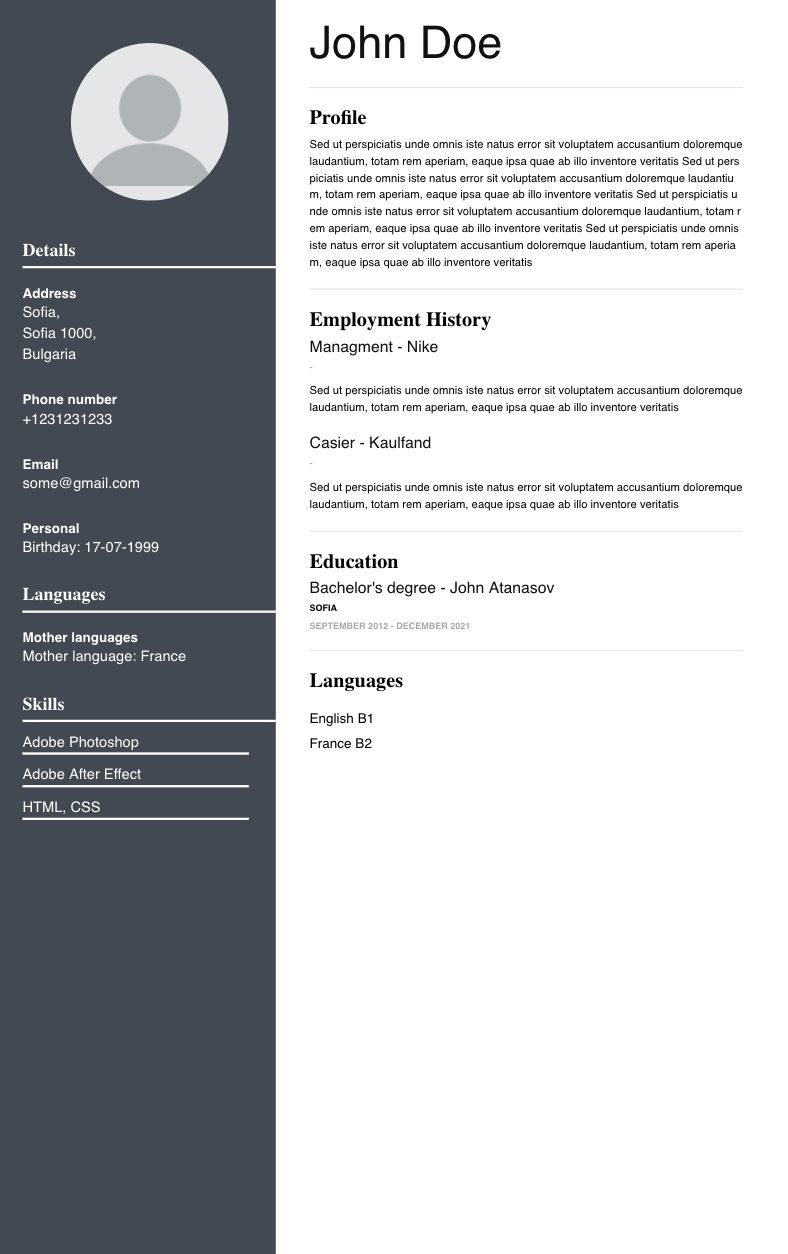 Details
Address
Sofia,
Sofia 1000,
Bulgaria
Phone number
+1231231233
Email
some@gmail.com
Personal
Birthday: 17-07-1999
Languages
Mother languages
Mother language: France
Skills
Adobe Photoshop
Adobe After Effect
HTML, CSS
John Doe
Profile
Sed ut perspiciatis unde omnis iste natus error sit voluptatem accusantium doloremque
laudantium, totam rem aperiam, eaque ipsa quae ab illo inventore veritatis Sed ut pers
piciatis unde omnis iste natus error sit voluptatem accusantium doloremque laudantiu
m, totam rem aperiam, eaque ipsa quae ab illo inventore veritatis Sed ut perspiciatis u
nde omnis iste natus error sit voluptatem accusantium doloremque laudantium, totam r
em aperiam, eaque ipsa quae ab illo inventore veritatis Sed ut perspiciatis unde omnis
iste natus error sit voluptatem accusantium doloremque laudantium, totam rem aperia
m, eaque ipsa quae ab illo inventore veritatis
Employment History
Managment - Nike
-
Sed ut perspiciatis unde omnis iste natus error sit voluptatem accusantium doloremque
laudantium, totam rem aperiam, eaque ipsa quae ab illo inventore veritatis
Casier - Kaulfand
-
Sed ut perspiciatis unde omnis iste natus error sit voluptatem accusantium doloremque
laudantium, totam rem aperiam, eaque ipsa quae ab illo inventore veritatis
Education
Bachelor's degree - John Atanasov
SOFIA
SEPTEMBER 2012 - DECEMBER 2021
Languages
English B1
France B2